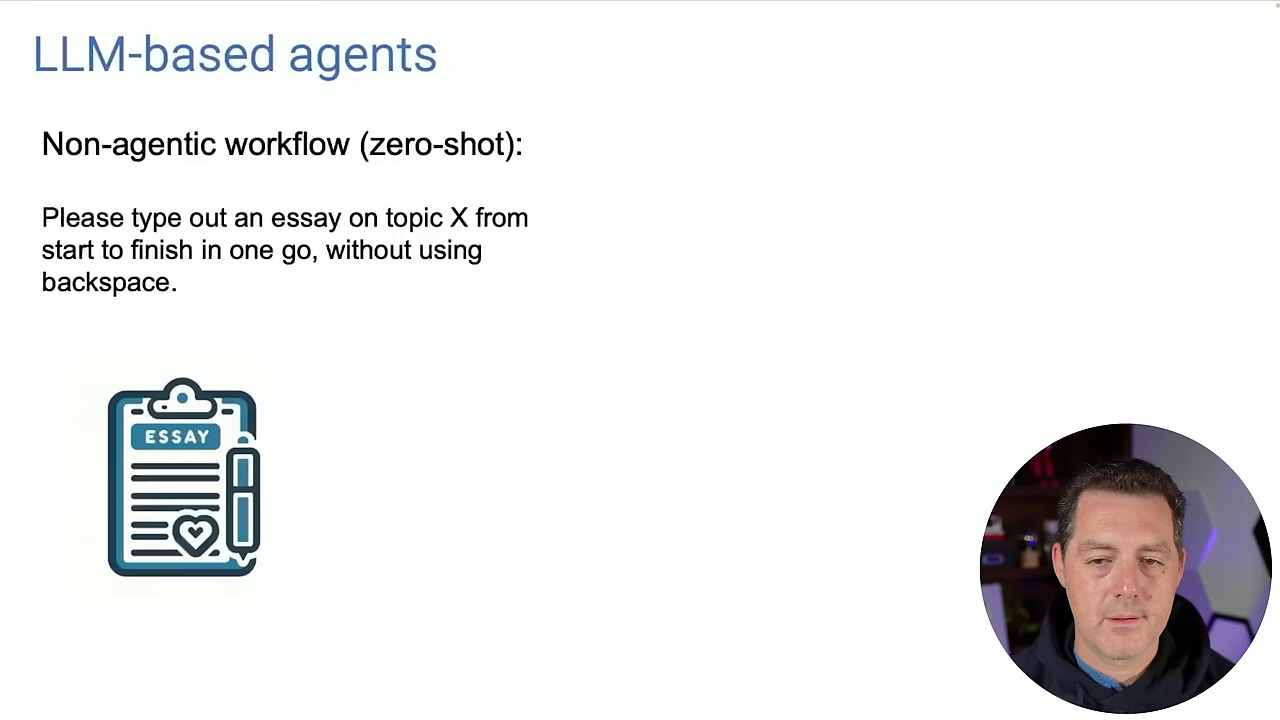 LLM-based agents
Non-agentic workflow (zero-shot):
Please type out an essay on topic X from
start to finish in one go, without using
backspace.
ESSAY